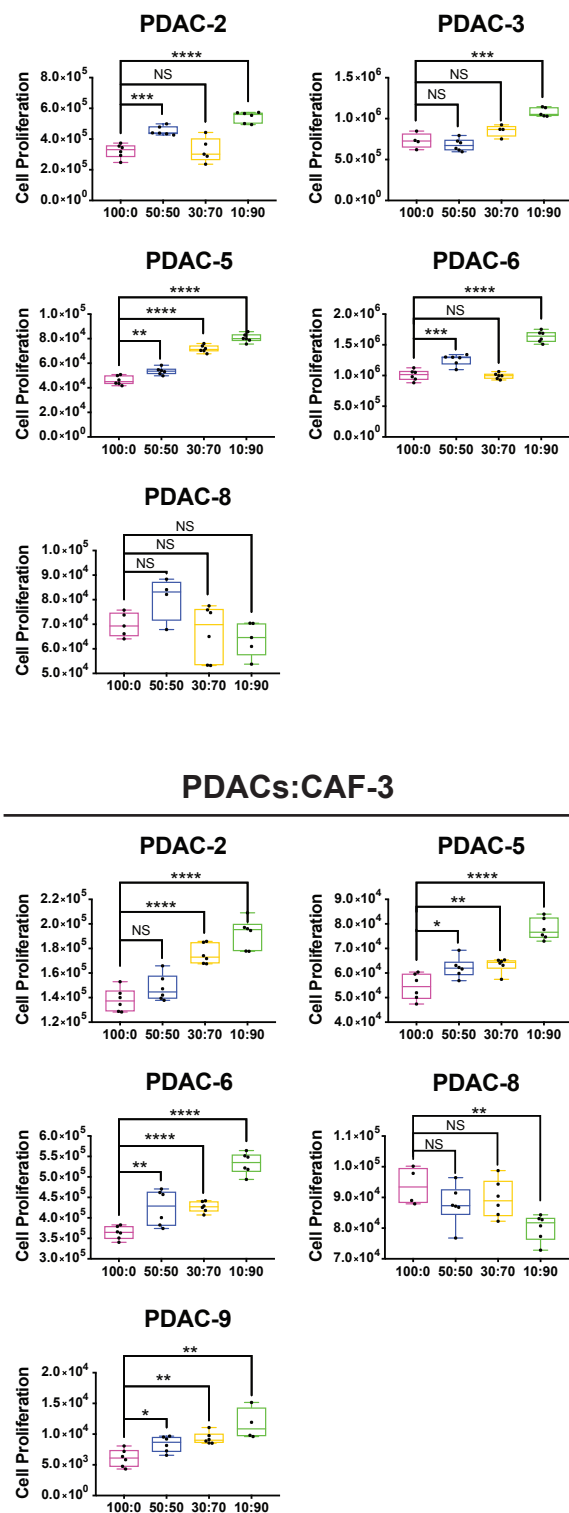 PDAC-2
****
NS
***
Cell Proliferation
8.0×10⁵
6.0×10⁵
4.0×10⁵
2.0×10⁵
0.0×10⁰
100:0 50:50 30:70 10:90
PDAC-3
***
NS
NS
Cell Proliferation
1.5×10⁶
1.0×10⁶
5.0×10⁵
0.0×10⁰
100:0 50:50 30:70 10:90
PDAC-5
****
****
**
Cell Proliferation
1.0×10⁵
8.0×10⁴
6.0×10⁴
4.0×10⁴
2.0×10⁴
0.0×10⁰
100:0 50:50 30:70 10:90
PDAC-6
****
NS
***
Cell Proliferation
2.0×10⁶
1.5×10⁶
1.0×10⁶
5.0×10⁵
0.0×10⁰
100:0 50:50 30:70 10:90
PDAC-8
NS
NS
NS
Cell Proliferation
1.0×10⁵
9.0×10⁴
8.0×10⁴
7.0×10⁴
6.0×10⁴
5.0×10⁴
100:0 50:50 30:70 10:90
PDACs:CAF-3
PDAC-2
****
****
NS
Cell Proliferation
2.2×10⁵
2.0×10⁵
1.8×10⁵
1.6×10⁵
1.4×10⁵
1.2×10⁵
100:0 50:50 30:70 10:90
PDAC-5
****
**
*
Cell Proliferation
9.0×10⁴
8.0×10⁴
7.0×10⁴
6.0×10⁴
5.0×10⁴
4.0×10⁴
100:0 50:50 30:70 10:90
PDAC-6
****
****
**
Cell Proliferation
6.0×10⁵
5.5×10⁵
5.0×10⁵
4.5×10⁵
4.0×10⁵
3.5×10⁵
3.0×10⁵
100:0 50:50 30:70 10:90
PDAC-8
**
NS
NS
Cell Proliferation
1.1×10⁵
1.0×10⁵
9.0×10⁴
8.0×10⁴
7.0×10⁴
100:0 50:50 30:70 10:90
PDAC-9
**
**
*
Cell Proliferation
2.0×10⁴
1.5×10⁴
1.0×10⁴
5.0×10³
0.0×10⁰
100:0 50:50 30:70 10:90